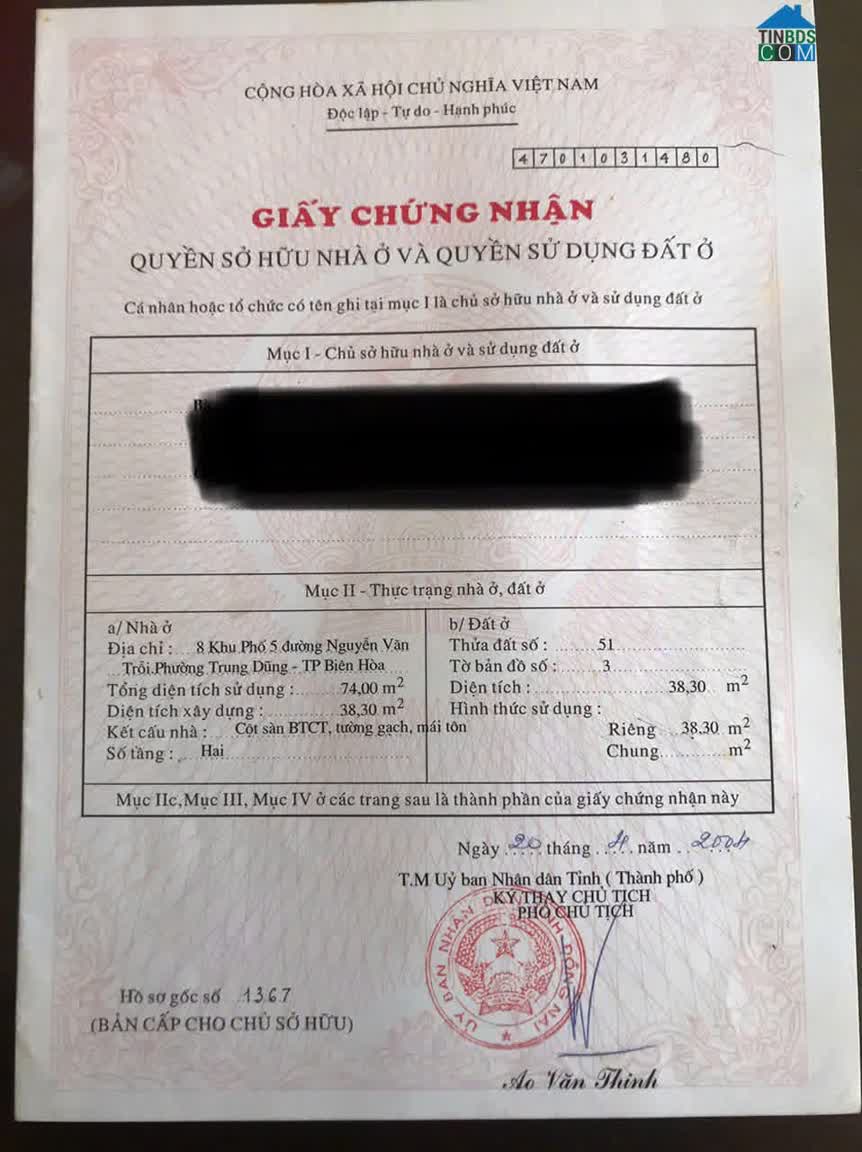 TINBDS
COM
CỘNG HÒA XÃ HỘI CHỦ NGHĨA VIỆT NAM
Độc lập - Tự do - Hạnh phúc
4701031480
GIẤY CHỨNG NHẬN
QUYỀN SỞ HỮU NHÀ Ở VÀ QUYỀN SỬ DỤNG ĐẤT Ở
Cá nhân hoặc tổ chức có tên ghi tại mục I là chủ sở hữu nhà ở và sử dụng đất ở
Mục I - Chủ sở hữu nhà ở và sử dụng đất ở
Mục II - Thực trạng nhà ở, đất ở
a/ Nhà ở
Địa chỉ : 8 Khu Phố 5 đường Nguyễn Văn
Trỗi.Phường Trung Dũng - TP Biên Hòa
Tổng diện tích sử dụng : 74,00 m2
Diện tích xây dựng : 38,30 m2
Kết cấu nhà : Cột sàn BTCT, tường gạch, mái tôn
Số tầng : Hai
b/ Đất ở
Thửa đất số : 51
Tờ bản đồ số : 3
Diện tích : 38,30 m2
Hình thức sử dụng :
Riêng 38,30 m2
Chung m2
Mục IIc,Mục III, Mục IV ở các trang sau là thành phần của giấy chứng nhận này
Ngày 20 tháng 4 năm 2004
T.M Uỷ ban Nhân dân Tỉnh ( Thành phố )
KÝ THAY CHỦ TỊCH
PHÓ CHỦ TỊCH
ỦY BAN NHÂN DÂN TỈNH ĐỒNG NAI
Hồ sơ gốc số 1367
(BẢN CẤP CHO CHỦ SỞ HỮU)
Ao Văn Thinh